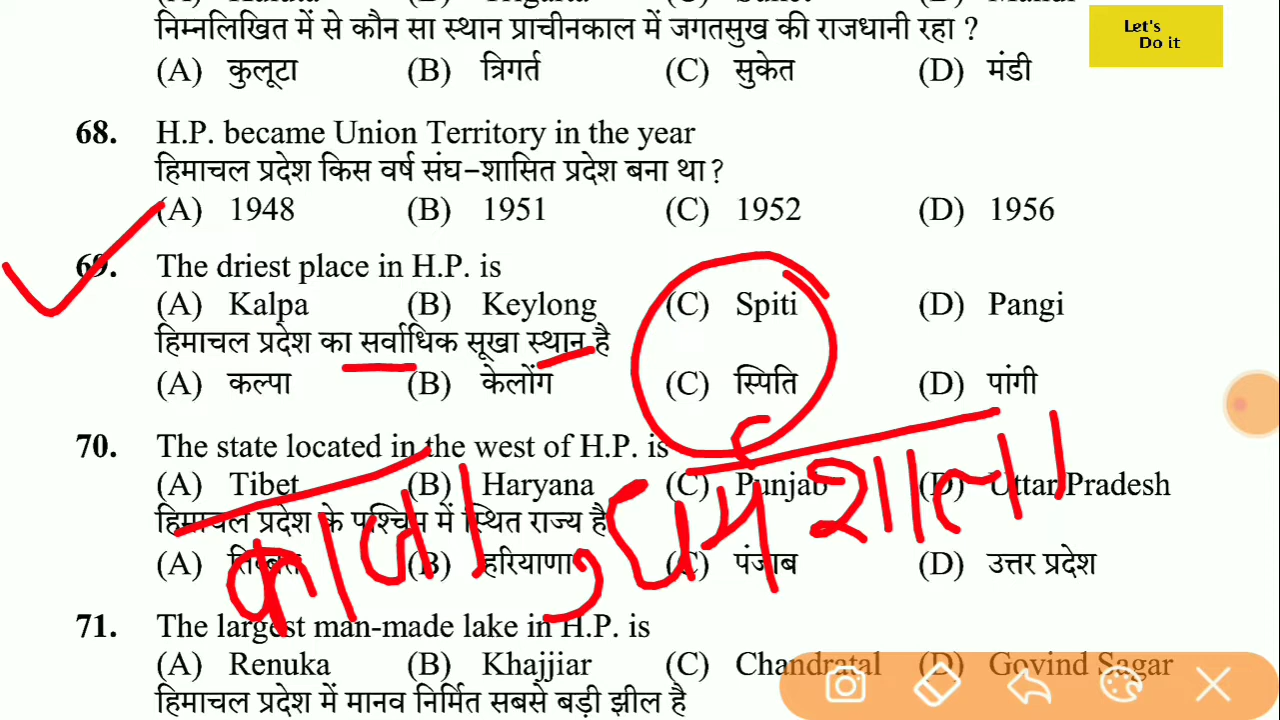 निम्नलिखित में से कौन सा स्थान प्राचीनकाल में जगतसुख की राजधानी रहा ?
Let's
Do it
(A) कुलूटा (B) त्रिगर्त (C) सुकेत (D) मंडी
68. H.P. became Union Territory in the year
हिमाचल प्रदेश किस वर्ष संघ–शासित प्रदेश बना था ?
(A) 1948 (B) 1951 (C) 1952 (D) 1956
69. The driest place in H.P. is
(A) Kalpa (B) Keylong (C) Spiti (D) Pangi
हिमाचल प्रदेश का सर्वाधिक सूखा स्थान है
(A) कल्पा (B) केलोंग (C) स्पिति (D) पांगी
70. The state located in the west of H.P. is
(A) Tibet (B) Haryana (C) Punjab (D) Uttar Pradesh
हिमाचल प्रदेश के पश्चिम में स्थित राज्य है
(A) तिब्बत (B) हरियाणा (C) पंजाब (D) उत्तर प्रदेश
काजा, धर्मशाला
71. The largest man-made lake in H.P. is
(A) Renuka (B) Khajjiar (C) Chandratal (D) Govind Sagar
हिमाचल प्रदेश में मानव निर्मित सबसे बड़ी झील है